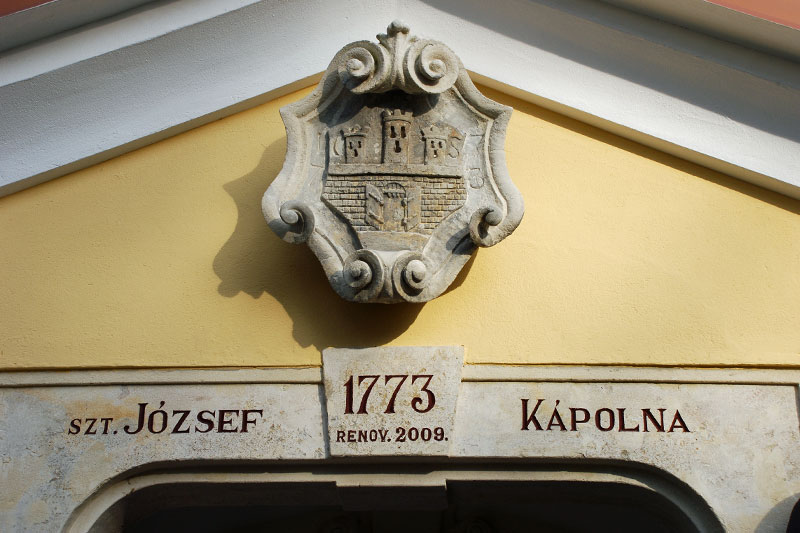 SZT. JÓZSEF
1773
RENOV. 2009.
KÁPOLNA